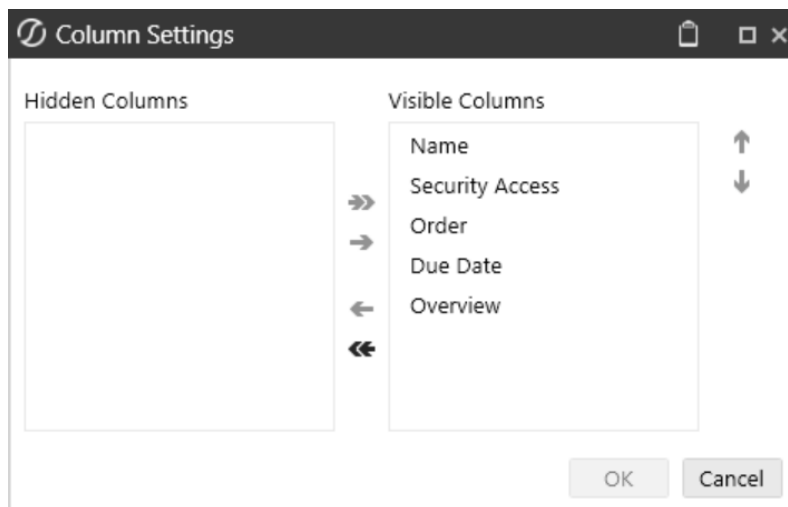 Column Settings
Hidden Columns
Visible Columns
Name
Security Access
Order
Due Date
Overview
OK
Cancel